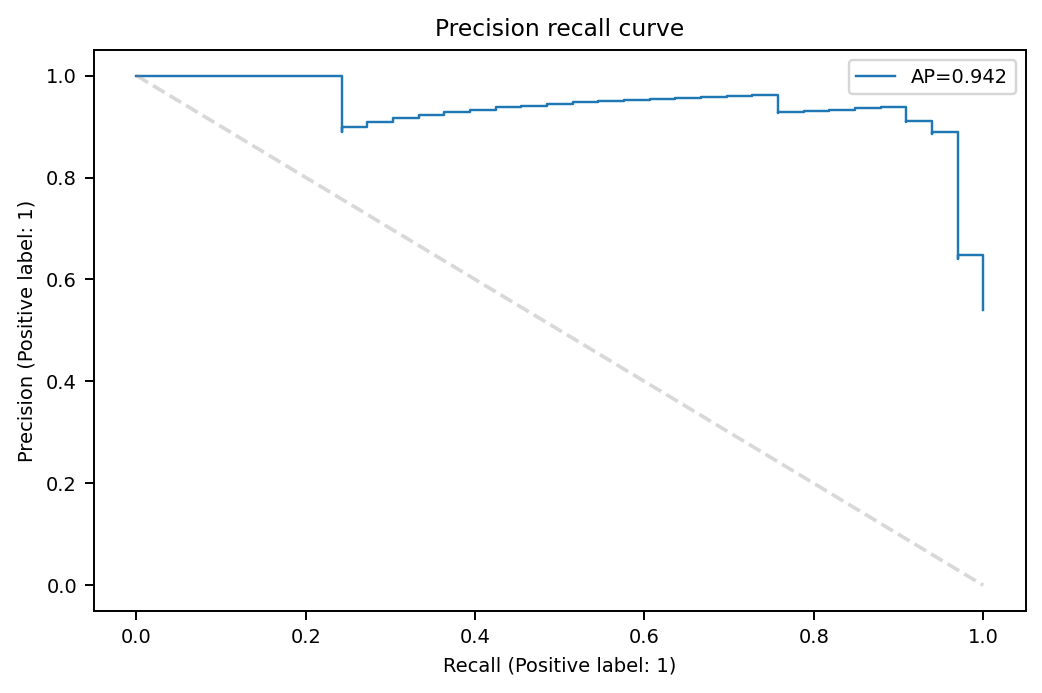 Precision recall curve
AP=0.942
1.0
0.8
0.6
0.4
0.2
0.0
Precision (Positive label: 1)
0.0 0.2 0.4 0.6 0.8 1.0
Recall (Positive label: 1)